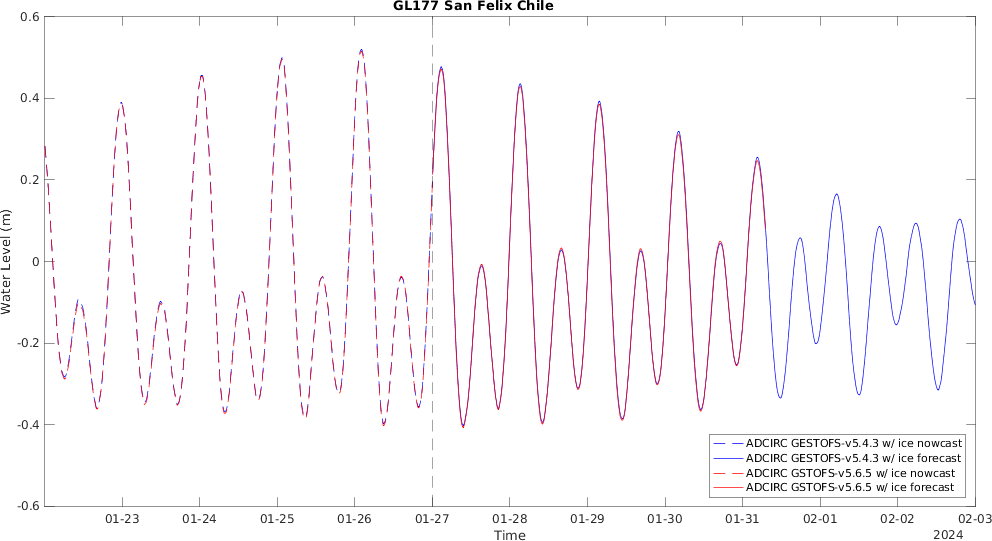 GL177 San Felix Chile
0.6
0.4
0.2
0
-0.2
-0.4
-0.6
Water Level (m)
ADCIRC GESTOFS-v5.4.3 w/ ice nowcast
ADCIRC GESTOFS-v5.4.3 w/ ice forecast
ADCIRC GSTOFS-v5.6.5 w/ ice nowcast
ADCIRC GSTOFS-v5.6.5 w/ ice forecast
01-23 01-24 01-25 01-26 01-27 01-28 01-29 01-30 01-31 02-01 02-02 02-03
Time
2024